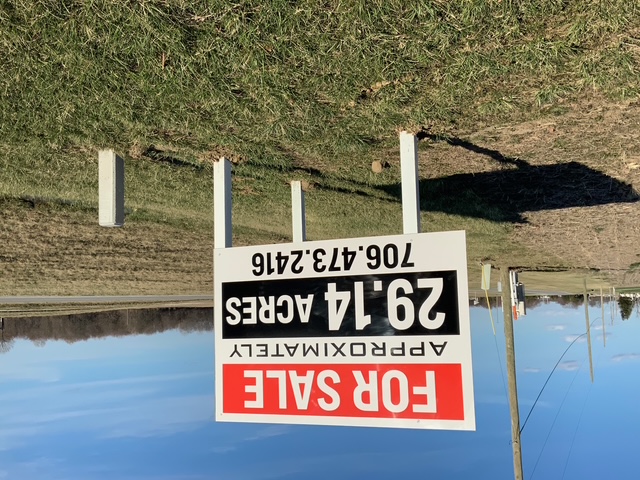 FOR SALE
APPROXIMATELY
29.14 ACRES
706.473.2416